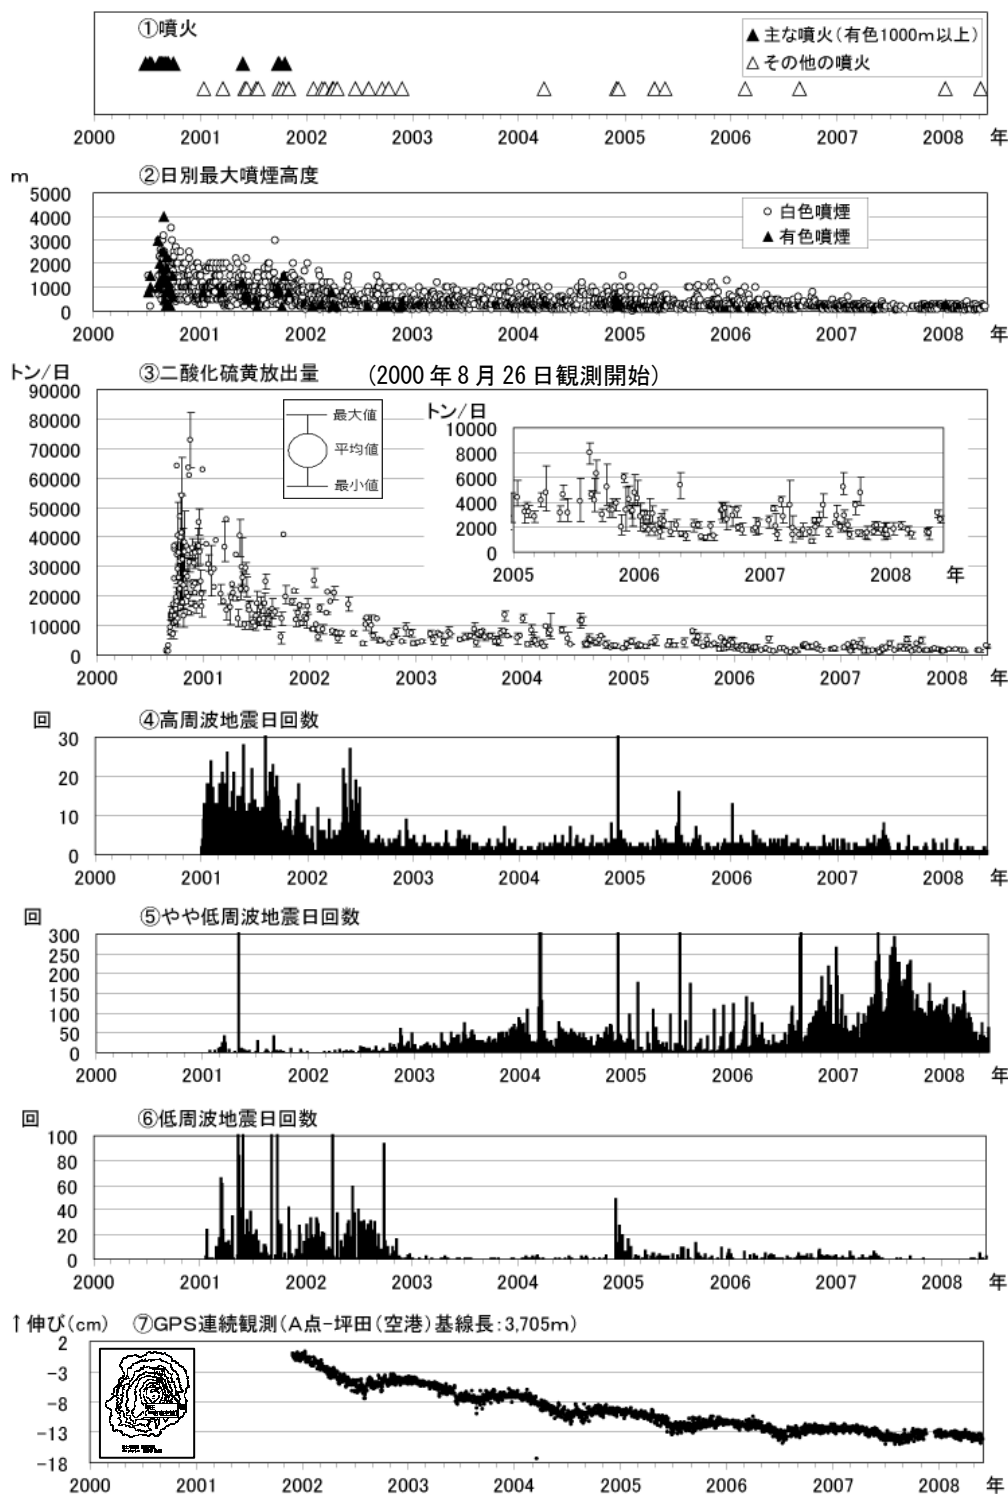 ①噴火
▲ 主な噴火(有色1000m以上)
△ その他の噴火
2000 2001 2002 2003 2004 2005 2006 2007 2008 年
m ②日別最大噴煙高度
5000
4000
3000
2000
1000
0
○ 白色噴煙
▲ 有色噴煙
2000 2001 2002 2003 2004 2005 2006 2007 2008 年
トン/日 ③二酸化硫黄放出量 (2000年8月26日観測開始)
90000
80000
70000
60000
50000
40000
30000
20000
10000
0
最大値
平均値
最小値
トン/日
10000
8000
6000
4000
2000
0
2005 2006 2007 2008 年
2000 2001 2002 2003 2004 2005 2006 2007 2008 年
回 ④高周波地震日回数
30
20
10
0
2000 2001 2002 2003 2004 2005 2006 2007 2008 年
回 ⑤やや低周波地震日回数
300
250
200
150
100
50
0
2000 2001 2002 2003 2004 2005 2006 2007 2008 年
回 ⑥低周波地震日回数
100
80
60
40
20
0
2000 2001 2002 2003 2004 2005 2006 2007 2008 年
↑伸び(cm) ⑦GPS連続観測(A点-坪田(空港)基線長:3,705m)
2
-3
-8
-13
-18
2000 2001 2002 2003 2004 2005 2006 2007 2008 年